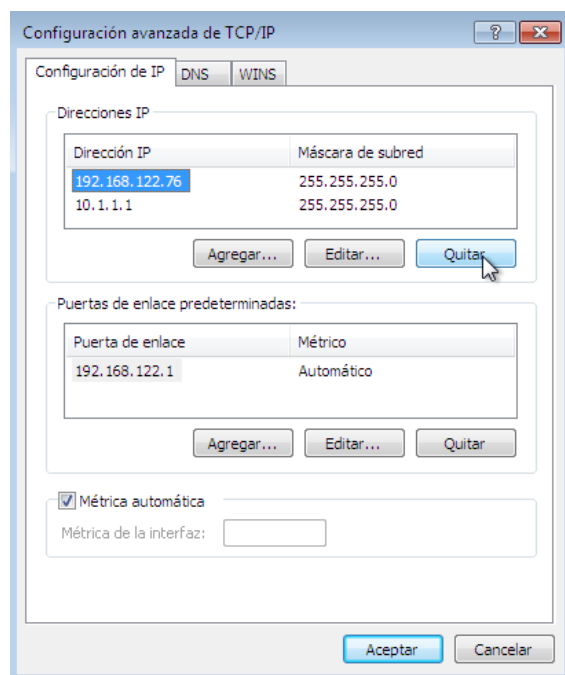 Configuración avanzada de TCP/IP
Configuración de IP DNS WINS
Direcciones IP
Dirección IP Máscara de subred
192.168.122.76 255.255.255.0
10.1.1.1 255.255.255.0
Agregar... Editar... Quitar
Puertas de enlace predeterminadas:
Puerta de enlace Métrico
192.168.122.1 Automático
Agregar... Editar... Quitar
Métrica automática
Métrica de la interfaz:
Aceptar Cancelar